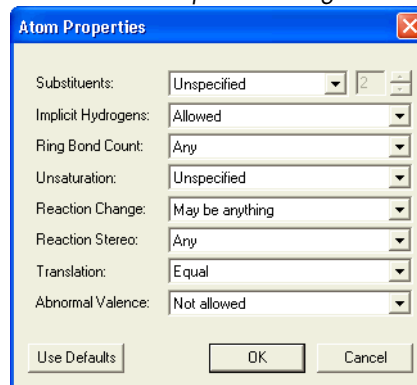 Atom Properties
Substituents: Unspecified 2
Implicit Hydrogens: Allowed
Ring Bond Count: Any
Unsaturation: Unspecified
Reaction Change: May be anything
Reaction Stereo: Any
Translation: Equal
Abnormal Valence: Not allowed
Use Defaults OK Cancel